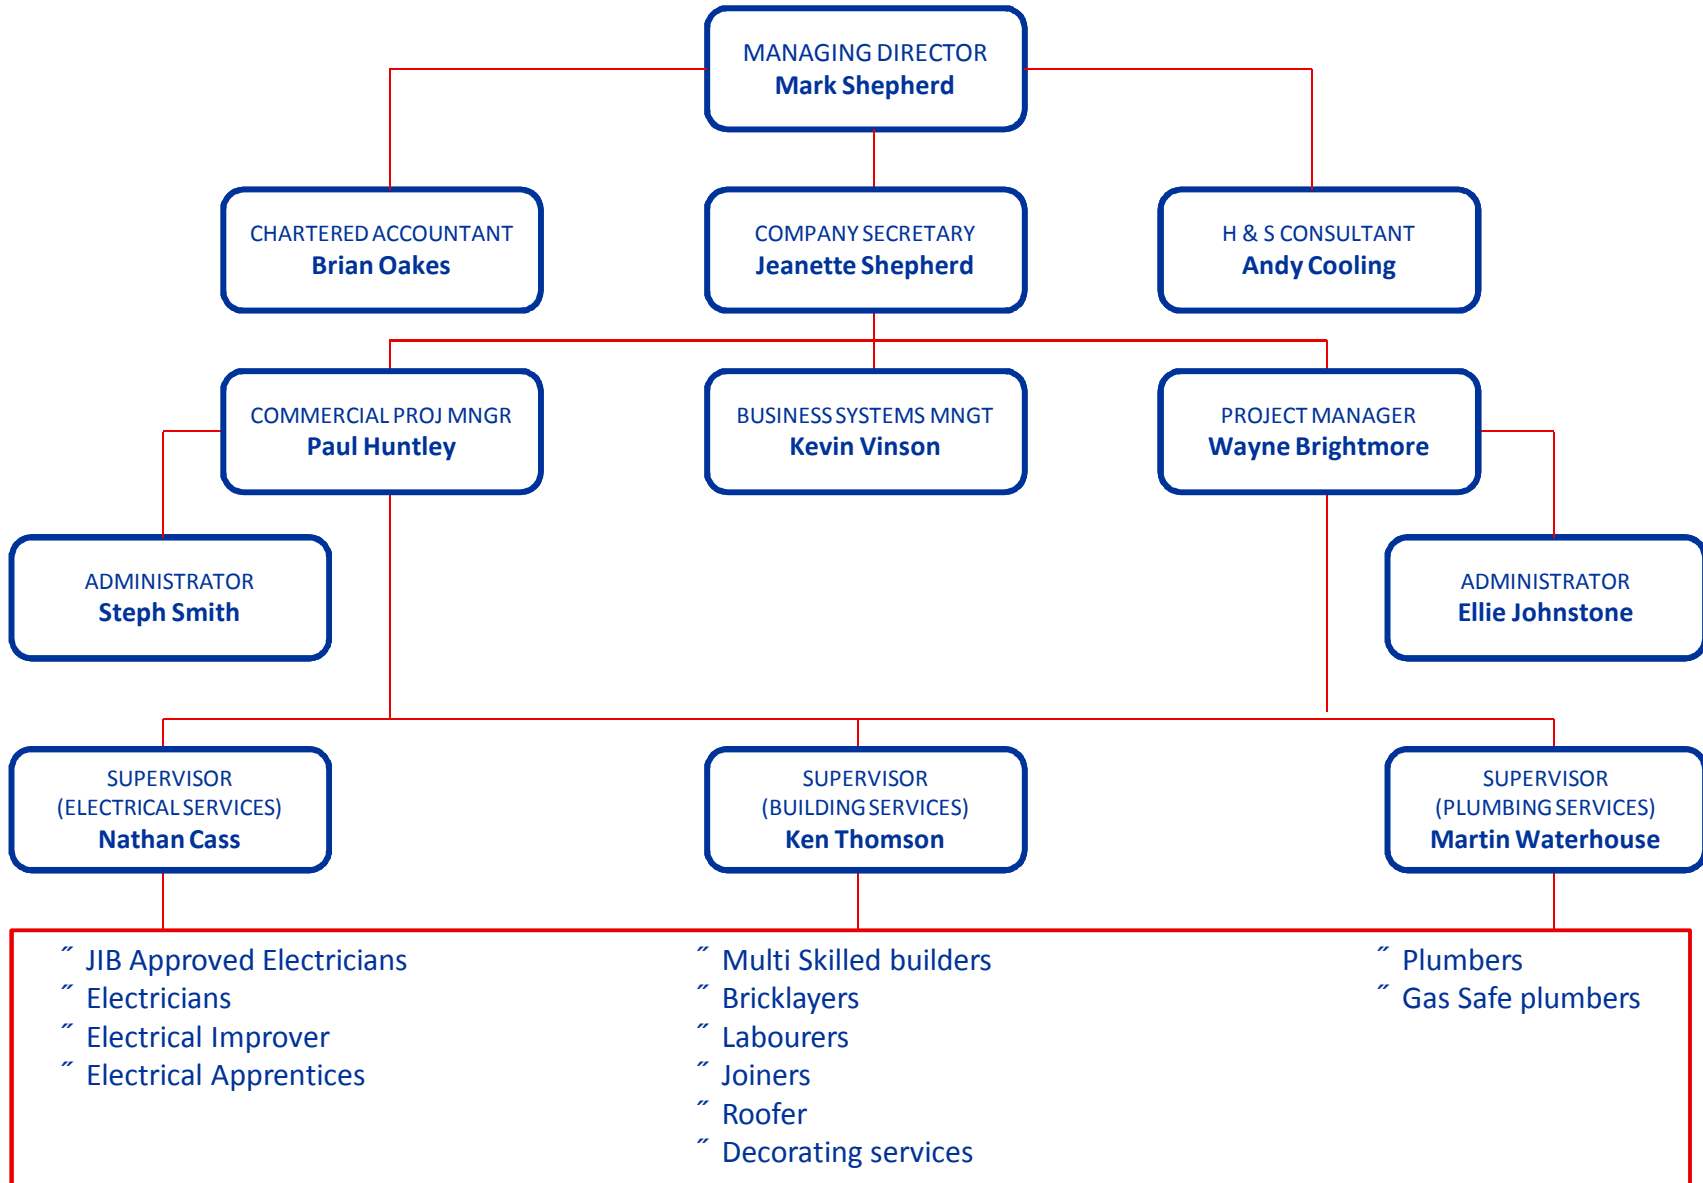 MANAGING DIRECTOR
Mark Shepherd
CHARTERED ACCOUNTANT
Brian Oakes
COMPANY SECRETARY
Jeanette Shepherd
H & S CONSULTANT
Andy Cooling
COMMERCIAL PROJ MNGR
Paul Huntley
BUSINESS SYSTEMS MNGT
Kevin Vinson
PROJECT MANAGER
Wayne Brightmore
ADMINISTRATOR
Steph Smith
ADMINISTRATOR
Ellie Johnstone
SUPERVISOR
(ELECTRICAL SERVICES)
Nathan Cass
SUPERVISOR
(BUILDING SERVICES)
Ken Thomson
SUPERVISOR
(PLUMBING SERVICES)
Martin Waterhouse
˝ JIB Approved Electricians
˝ Electricians
˝ Electrical Improver
˝ Electrical Apprentices
˝ Multi Skilled builders
˝ Bricklayers
˝ Labourers
˝ Joiners
˝ Roofer
˝ Decorating services
˝ Plumbers
˝ Gas Safe plumbers